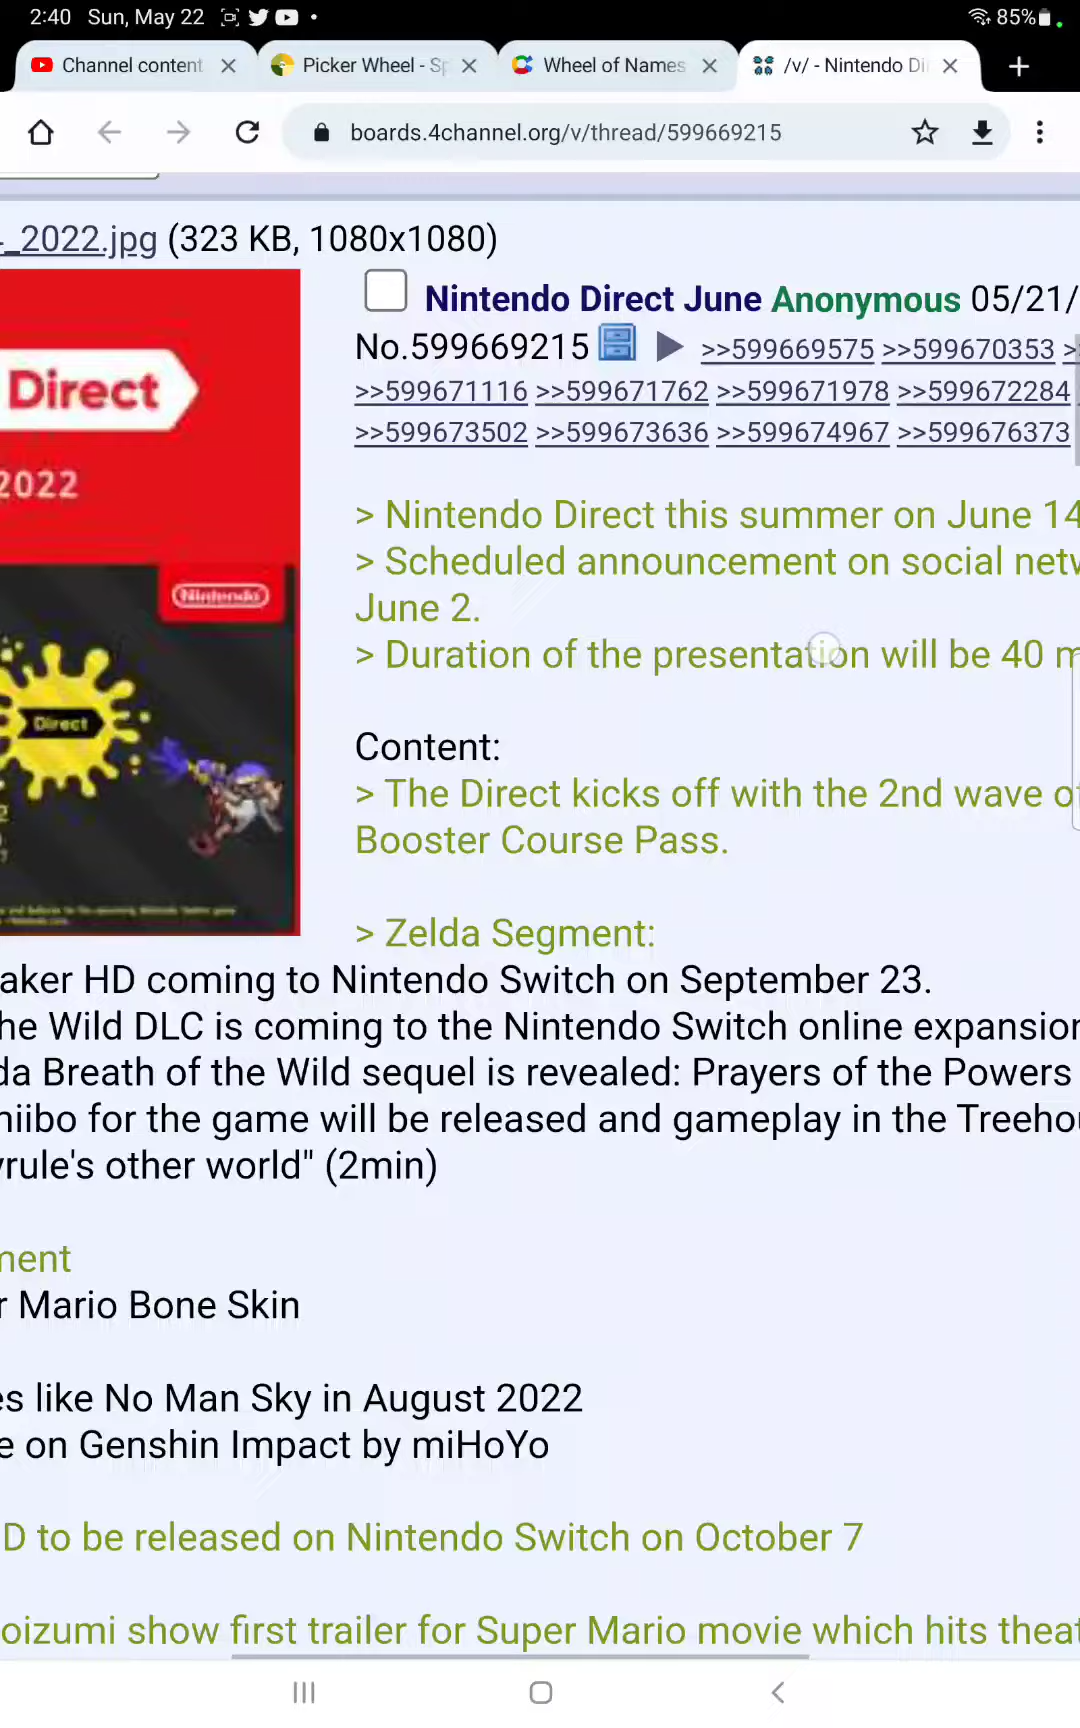 2:40 Sun, May 22
85%
Channel content
Picker Wheel - Sp
Wheel of Names
/v/ - Nintendo Dir
boards.4channel.org/v/thread/599669215
_2022.jpg (323 KB, 1080x1080)
Nintendo Direct June Anonymous 05/21/
No.599669215 >>599669575 >>599670353 >
>>599671116 >>599671762 >>599671978 >>599672284
>>599673502 >>599673636 >>599674967 >>599676373
Direct
2022
Nintendo
Direct
> Nintendo Direct this summer on June 14
> Scheduled announcement on social netw
June 2.
> Duration of the presentation will be 40 m
Content:
> The Direct kicks off with the 2nd wave of
Booster Course Pass.
> Zelda Segment:
aker HD coming to Nintendo Switch on September 23.
he Wild DLC is coming to the Nintendo Switch online expansion
da Breath of the Wild sequel is revealed: Prayers of the Powers
miibo for the game will be released and gameplay in the Treehou
yrule's other world" (2min)
ment
r Mario Bone Skin
es like No Man Sky in August 2022
e on Genshin Impact by miHoYo
D to be released on Nintendo Switch on October 7
oizumi show first trailer for Super Mario movie which hits theat